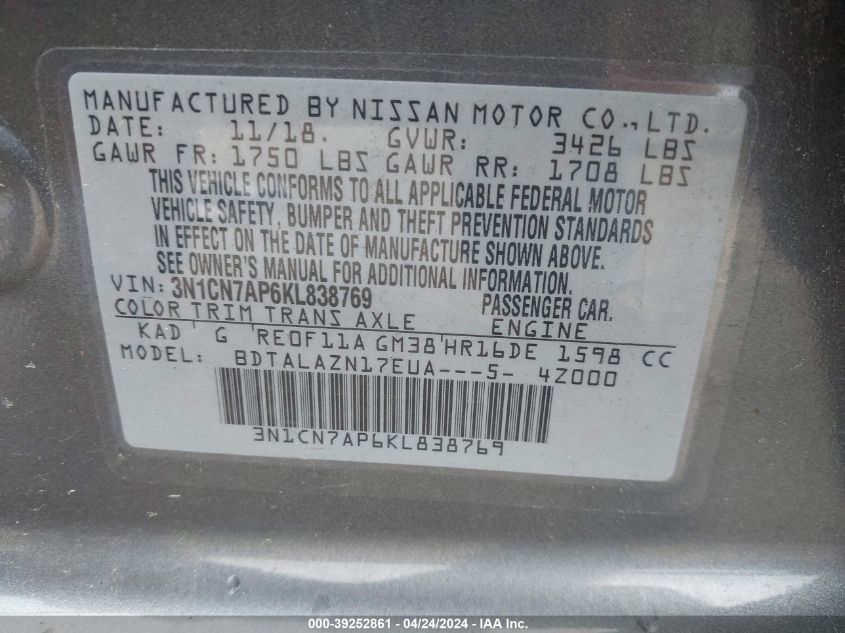 MANUFACTURED BY NISSAN MOTOR CO., LTD.
DATE: 11/18. GVWR: 3426 LBS
GAWR FR: 1750 LBS GAWR RR: 1708 LBS
THIS VEHICLE CONFORMS TO ALL APPLICABLE FEDERAL MOTOR
VEHICLE SAFETY, BUMPER AND THEFT PREVENTION STANDARDS
IN EFFECT ON THE DATE OF MANUFACTURE SHOWN ABOVE.
SEE OWNER'S MANUAL FOR ADDITIONAL INFORMATION.
VIN: 3N1CN7AP6KL838769 PASSENGER CAR.
COLOR TRIM TRANS AXLE ENGINE
KAD G RE0F11A GM38 HR16DE 1598 CC
MODEL: BDTALAZN17EUA---5- 4Z000
3N1CN7AP6KL838769
000-39252861 - 04/24/2024 - IAA Inc.